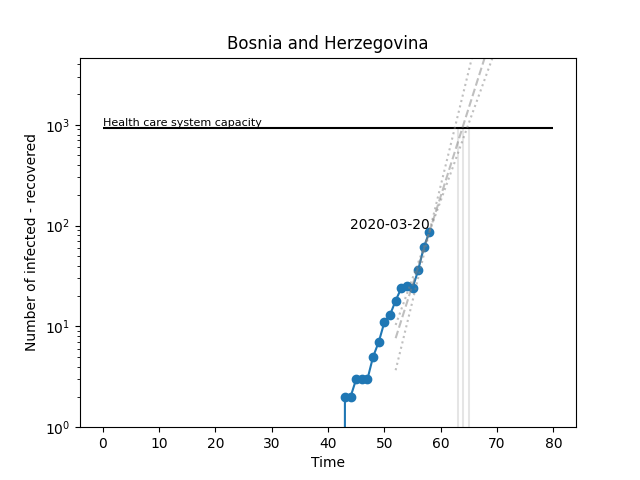 Bosnia and Herzegovina
Number of infected - recovered
10³
10²
10¹
10⁰
Health care system capacity
2020-03-20
0 10 20 30 40 50 60 70 80
Time